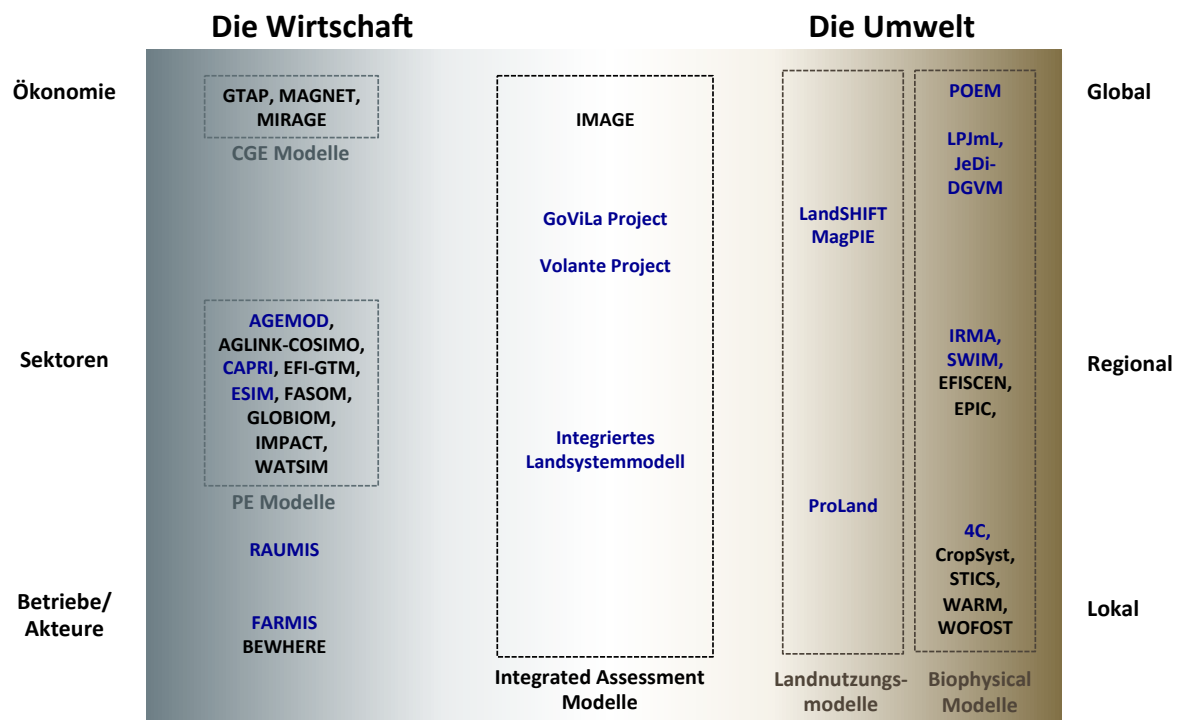 Die Wirtschaft
Die Umwelt
Ökonomie
GTAP, MAGNET,
MIRAGE
CGE Modelle
Sektoren
AGEMOD,
AGLINK-COSIMO,
CAPRI, EFI-GTM,
ESIM, FASOM,
GLOBIOM,
IMPACT,
WATSIM
PE Modelle
RAUMIS
Betriebe/
Akteure
FARMIS
BEWHERE
IMAGE
GoViLa Project
Volante Project
Integriertes
Landsystemmodell
Integrated Assessment
Modelle
LandSHIFT
MagPIE
ProLand
Landnutzungs-
modelle
POEM
LPJmL,
JeDi-
DGVM
IRMA,
SWIM,
EFISCEN,
EPIC,
4C,
CropSyst,
STICS,
WARM,
WOFOST
Biophysical
Modelle
Global
Regional
Lokal